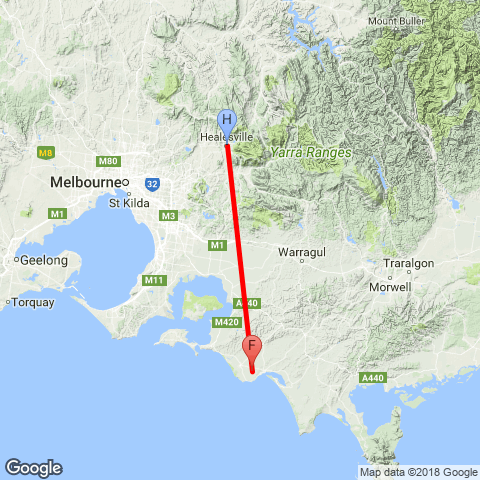 Mount Buller
H
Healesville
M8
M80
Yarra Ranges
Melbourne
32
St Kilda
M1
M3
M1
Warragul
Geelong
Traralgon
M11
Morwell
Torquay
A440
M420
F
A440
Google
Map data ©2018 Google